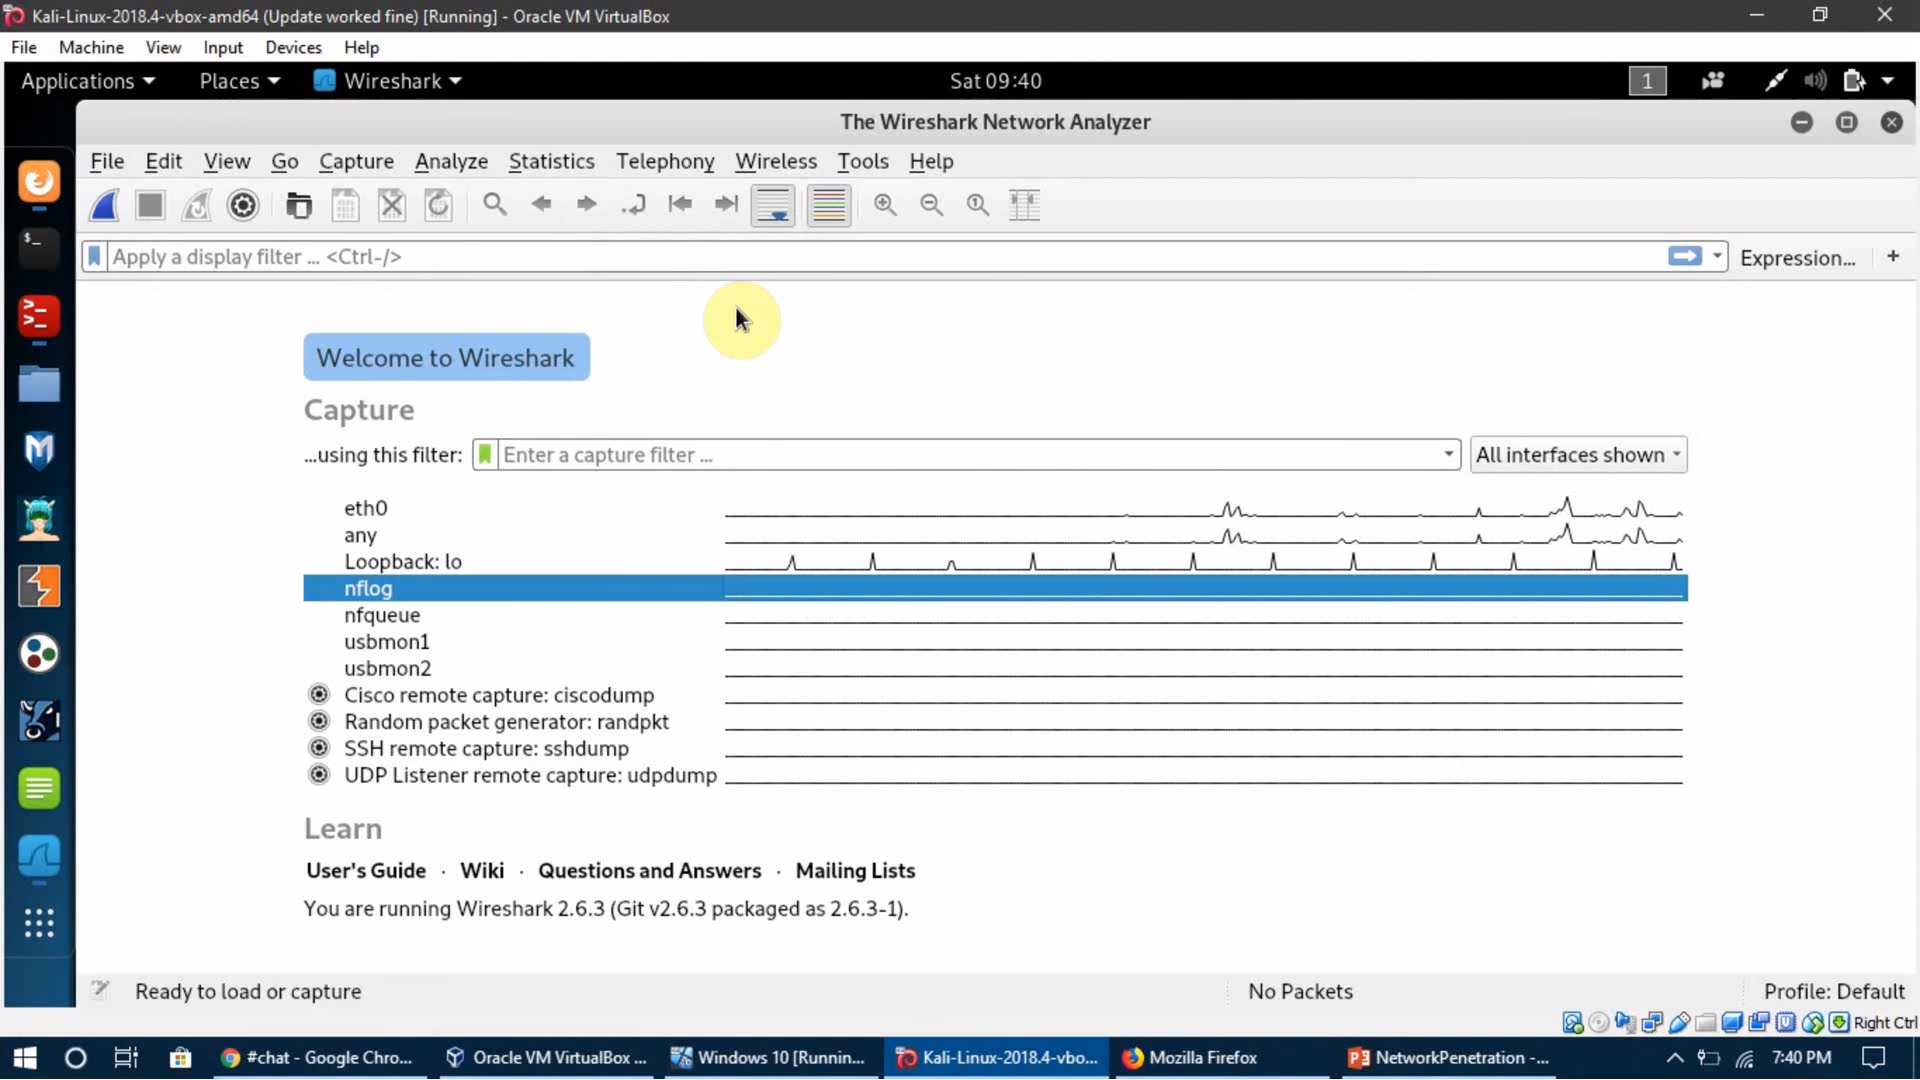 Kali-Linux-2018.4-vbox-amd64 (Update worked fine) [Running] - Oracle VM VirtualBox
File Machine View Input Devices Help
Applications Places Wireshark Sat 09:40 1
The Wireshark Network Analyzer
File Edit View Go Capture Analyze Statistics Telephony Wireless Tools Help
Apply a display filter ... <Ctrl-/> Expression... +
Welcome to Wireshark
Capture
...using this filter: Enter a capture filter ... All interfaces shown
eth0
any
Loopback: lo
nflog
nfqueue
usbmon1
usbmon2
Cisco remote capture: ciscodump
Random packet generator: randpkt
SSH remote capture: sshdump
UDP Listener remote capture: udpdump
Learn
User's Guide · Wiki · Questions and Answers · Mailing Lists
You are running Wireshark 2.6.3 (Git v2.6.3 packaged as 2.6.3-1).
Ready to load or capture No Packets Profile: Default
Right Ctrl
#chat - Google Chro... Oracle VM VirtualBox ... Windows 10 [Runnin... Kali-Linux-2018.4-vbo... Mozilla Firefox NetworkPenetration -... 7:40 PM